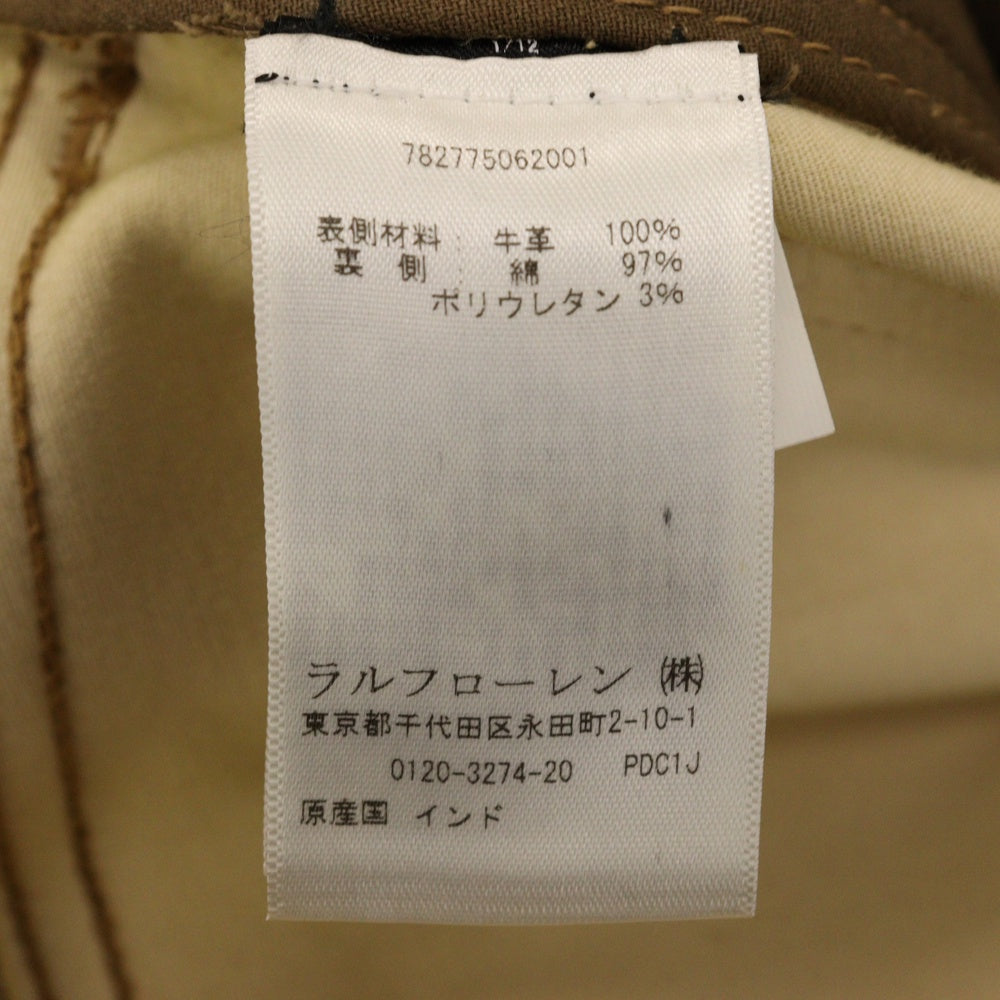 1/12
782775062001
表側材料 : 牛革 100%
裏側 : 綿 97%
ポリウレタン 3%
ラルフローレン ㈱
東京都千代田区永田町2-10-1
0120-3274-20 PDC1J
原産国 インド